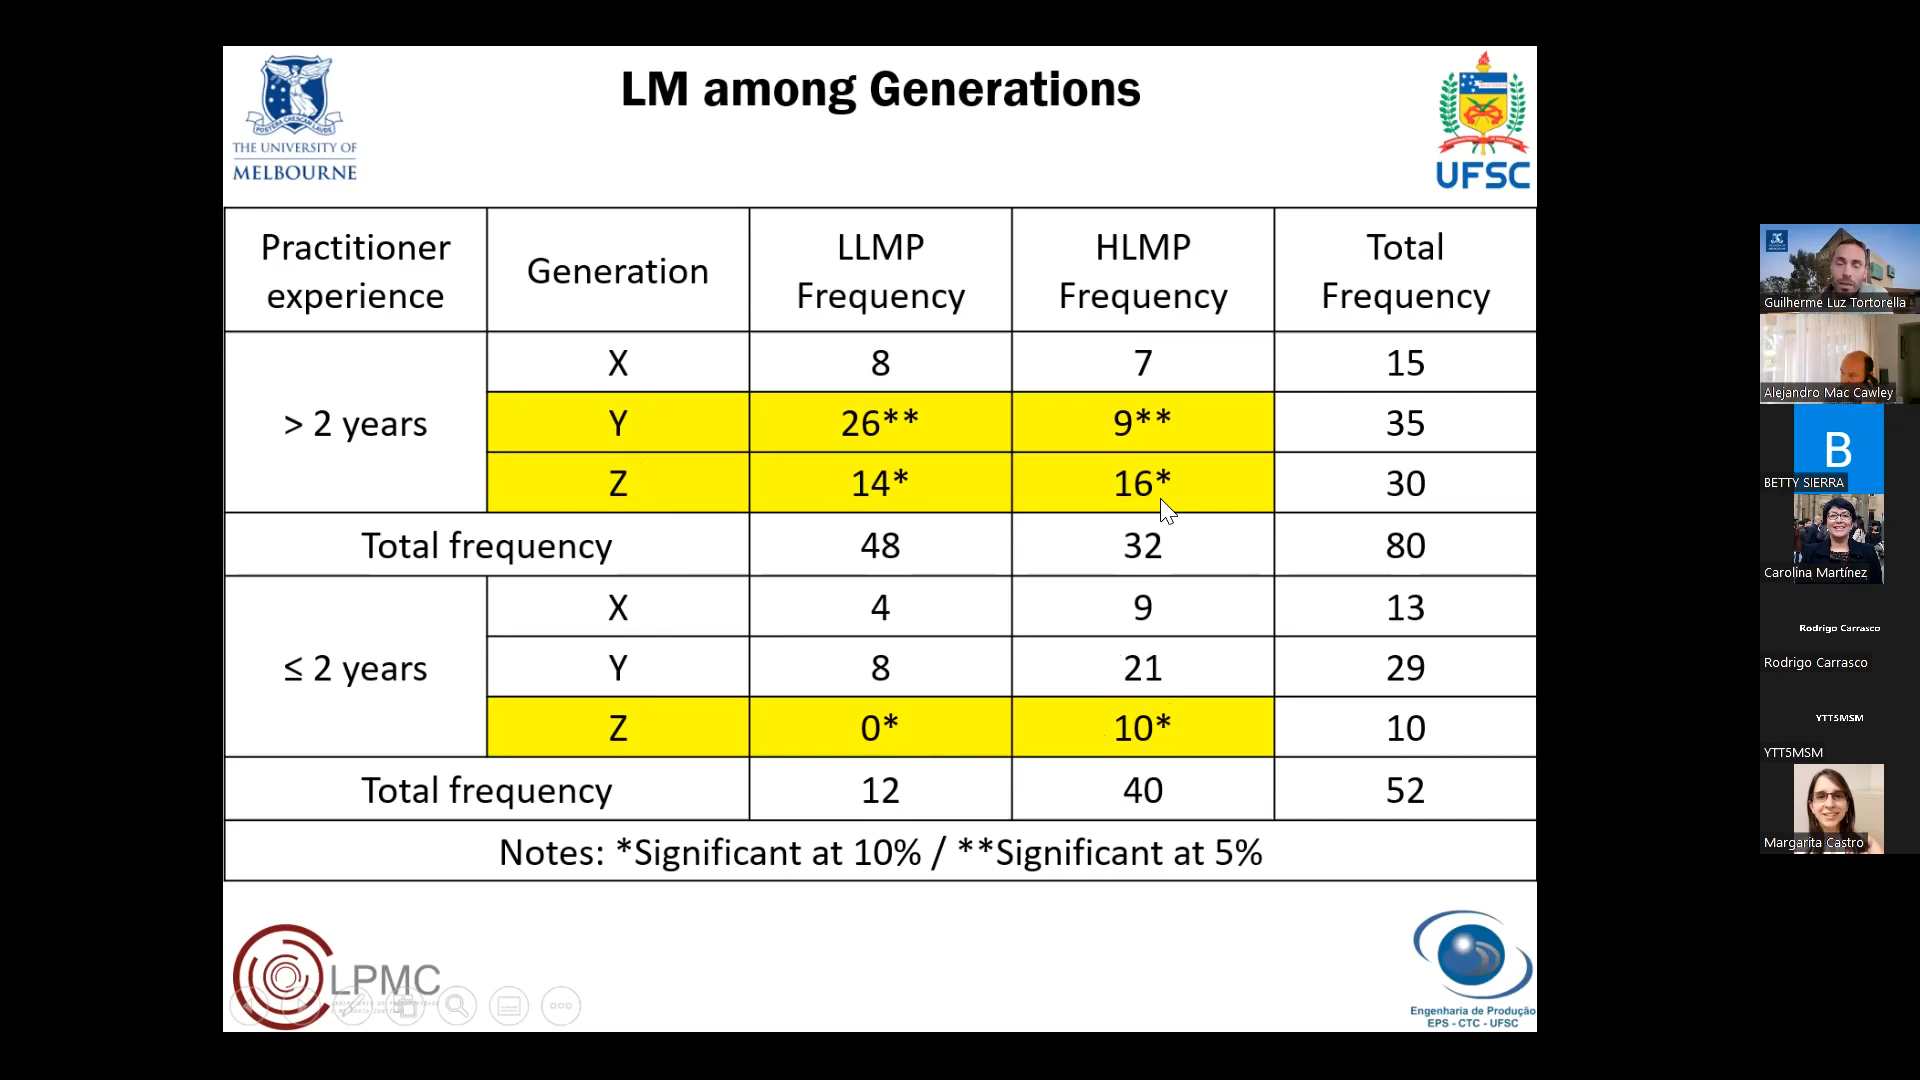 LM among Generations
POSTERA CRESCAM LAUDE
THE UNIVERSITY OF
MELBOURNE
UFSC
Practitioner experience
Generation
LLMP Frequency
HLMP Frequency
Total Frequency
> 2 years
X 8 7 15
Y 26** 9** 35
Z 14* 16* 30
Total frequency 48 32 80
≤ 2 years
X 4 9 13
Y 8 21 29
Z 0* 10* 10
Total frequency 12 40 52
Notes: *Significant at 10% / **Significant at 5%
LPMC
Engenharia de Produção
EPS - CTC - UFSC
Guilherme Luz Tortorella
Alejandro Mac Cawley
B
BETTY SIERRA
Carolina Martínez
Rodrigo Carrasco
Rodrigo Carrasco
YTT5MSM
YTT5MSM
Margarita Castro